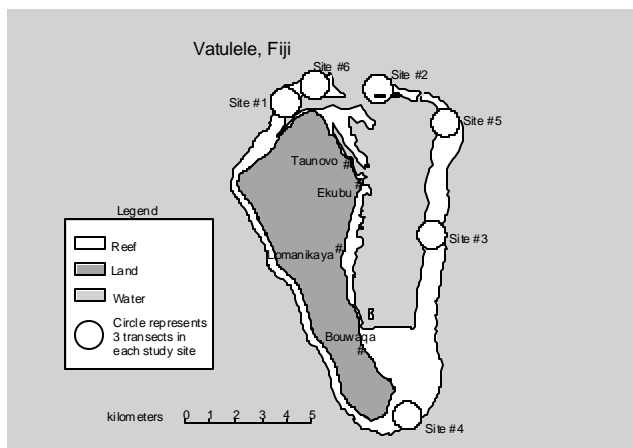 Vatulele, Fiji
Site #6
Site #2
Site #1
Site #5
Taunovo
#
Ekubu
#
Site #3
Lomanikaya
#
Bouwaqa
#
Site #4
Legend
Reef
Land
Water
Circle represents
3 transects in
each study site
kilometers 0 1 2 3 4 5